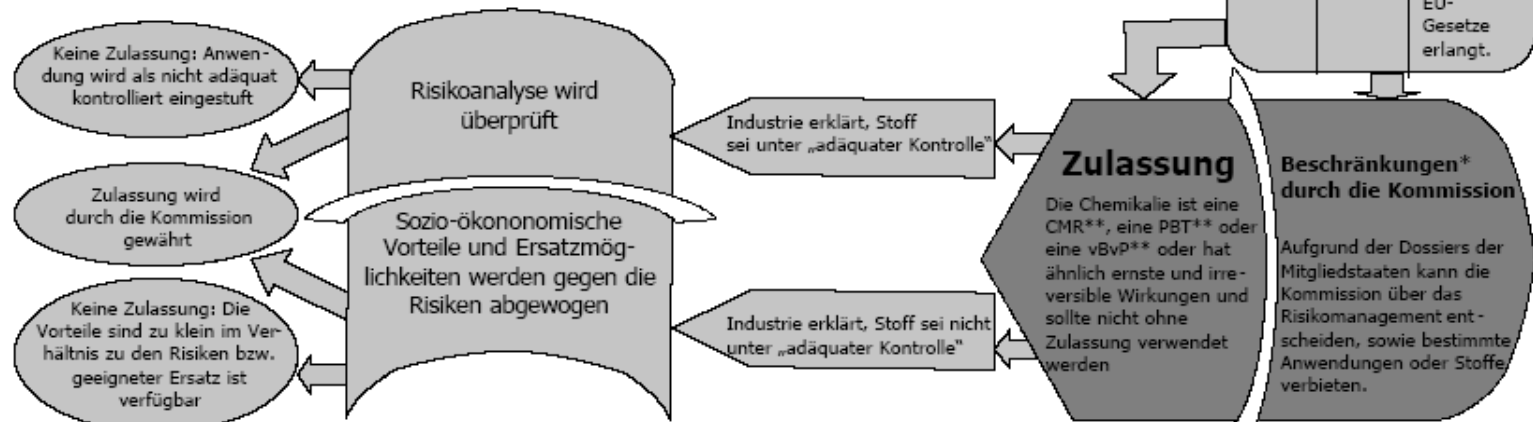 EU-
Gesetze
erlangt.
Keine Zulassung: Anwen-
dung wird als nicht adäquat
kontrolliert eingestuft
Zulassung wird
durch die Kommission
gewährt
Keine Zulassung: Die
Vorteile sind zu klein im Ver-
hältnis zu den Risiken bzw.
geeigneter Ersatz ist
verfügbar
Risikoanalyse wird
überprüft
Sozio-ökononomische
Vorteile und Ersatzmög-
lichkeiten werden gegen die
Risiken abgewogen
Industrie erklärt, Stoff
sei unter „adäquater Kontrolle“
Industrie erklärt, Stoff sei nicht
unter „adäquater Kontrolle“
Zulassung
Die Chemikalie ist eine
CMR**, eine PBT** oder
eine vBvP** oder hat
ähnlich ernste und irre-
versible Wirkungen und
sollte nicht ohne
Zulassung verwendet
werden
Beschränkungen*
durch die Kommission
Aufgrund der Dossiers der
Mitgliedstaaten kann die
Kommission über das
Risikomanagement ent-
scheiden, sowie bestimmte
Anwendungen oder Stoffe
verbieten.